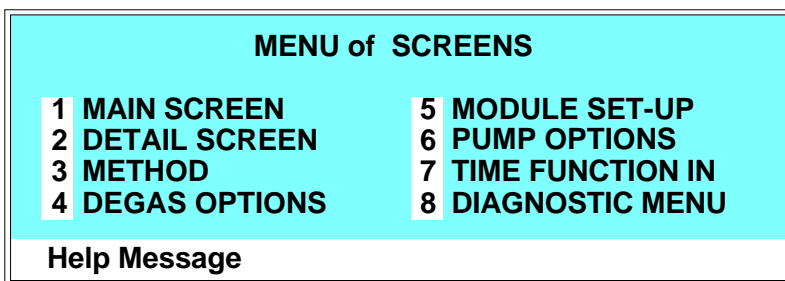 MENU of SCREENS
1 MAIN SCREEN 5 MODULE SET-UP
2 DETAIL SCREEN 6 PUMP OPTIONS
3 METHOD 7 TIME FUNCTION IN
4 DEGAS OPTIONS 8 DIAGNOSTIC MENU
Help Message